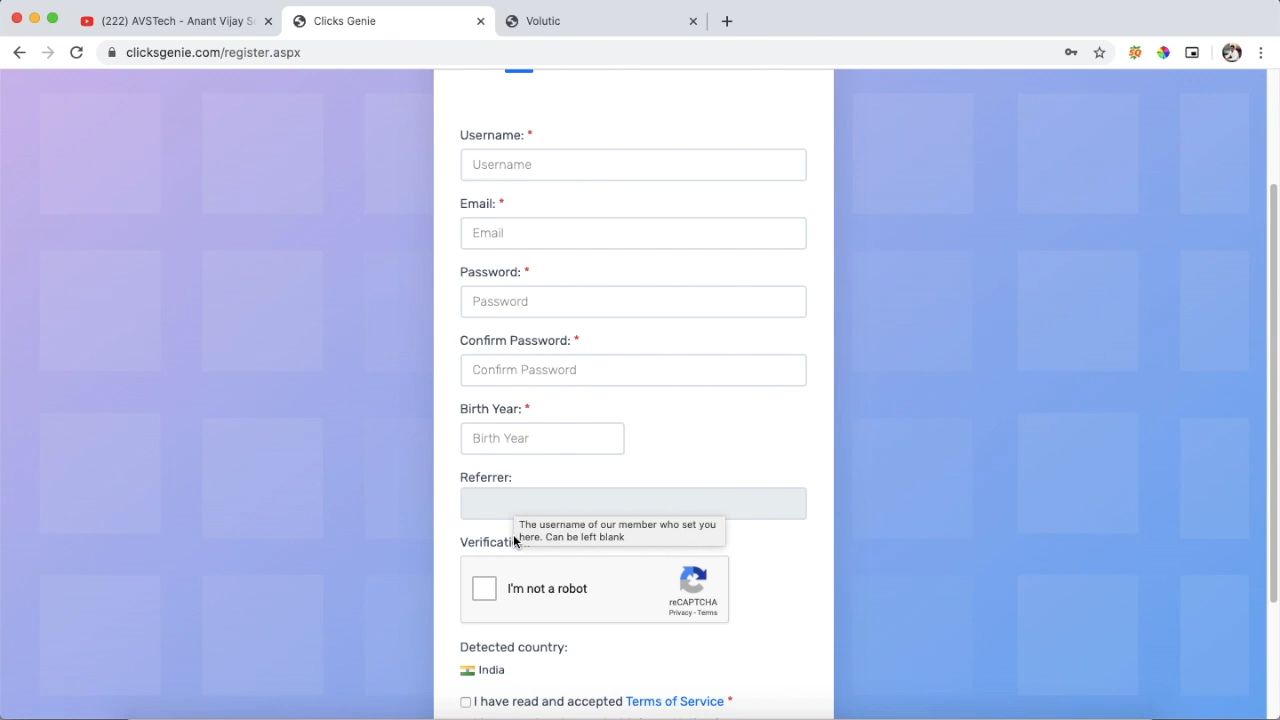 (222) AVSTech - Anant Vijay S
Clicks Genie
Volutic
clicksgenie.com/register.aspx
Username: *
Username
Email: *
Email
Password: *
Password
Confirm Password: *
Confirm Password
Birth Year: *
Birth Year
Referrer:
The username of our member who set you
here. Can be left blank
Verificati
I'm not a robot
reCAPTCHA
Privacy - Terms
Detected country:
India
I have read and accepted Terms of Service *